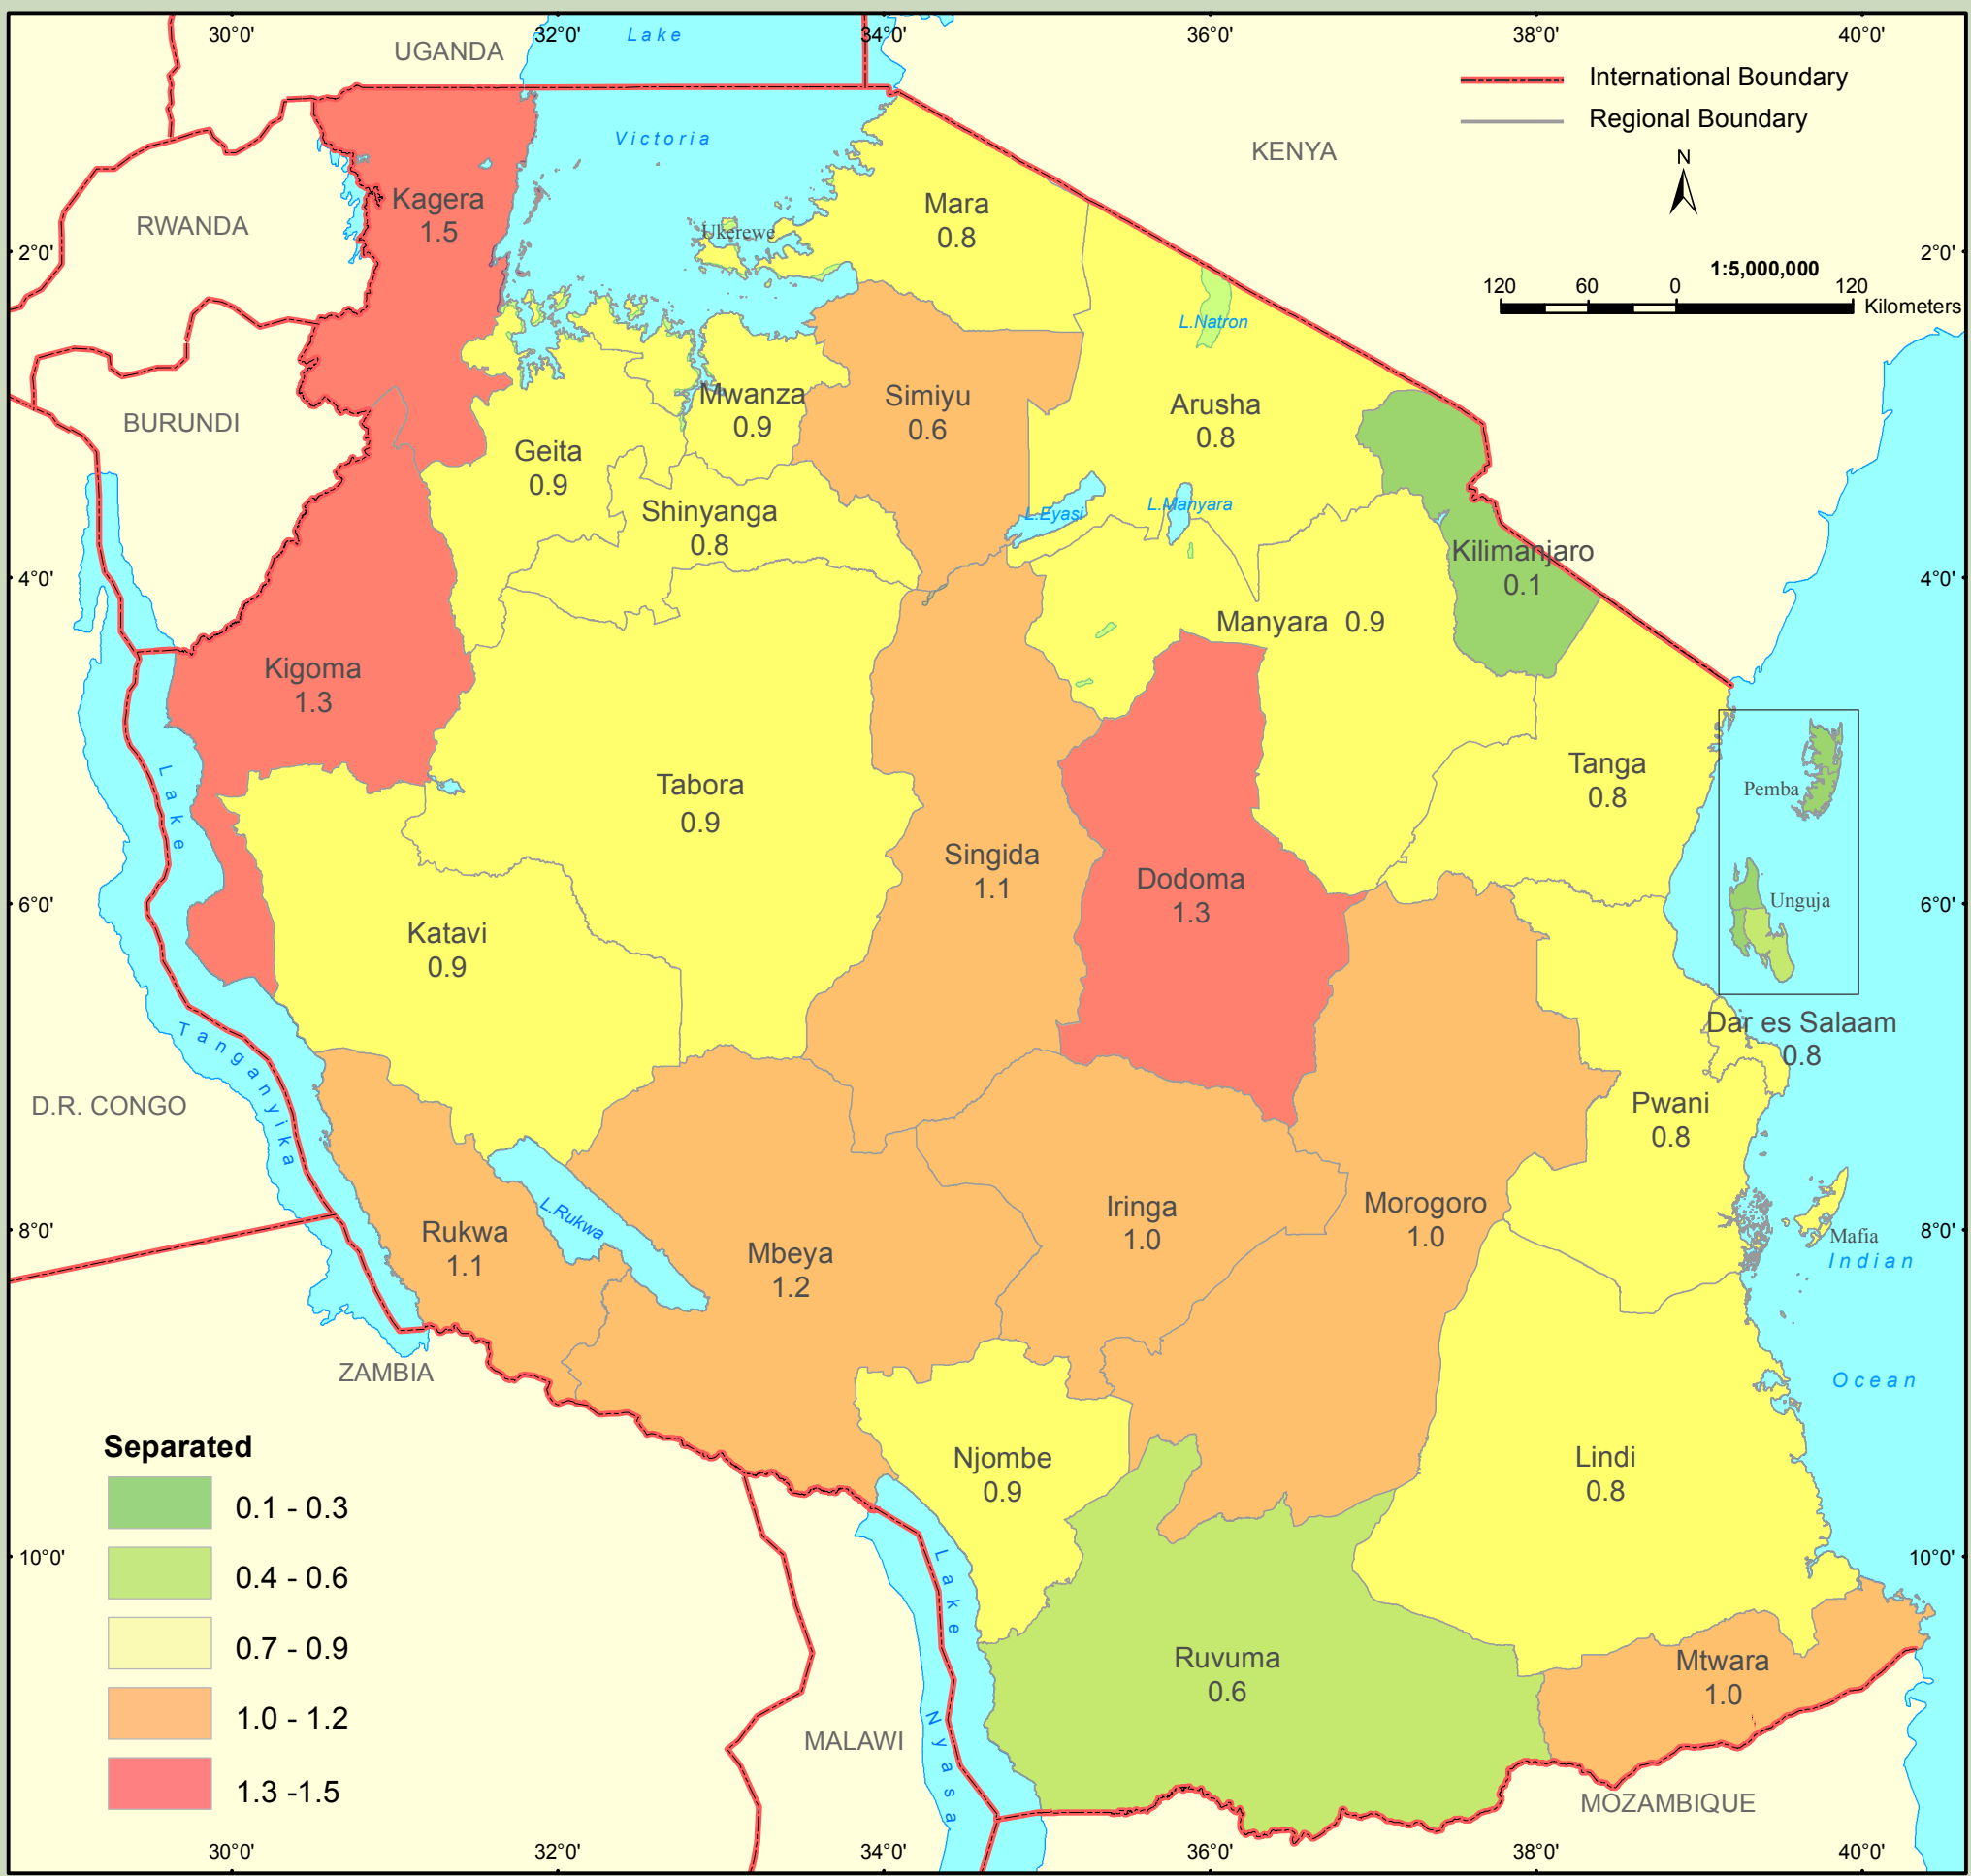 30°0'
32°0'
34°0'
36°0'
38°0'
40°0'
UGANDA
Lake
Victoria
International Boundary
Regional Boundary
KENYA
N
1:5,000,000
120 60 0 120
Kilometers
2°0'
2°0'
RWANDA
Kagera
1.5
Ukerewe
Mara
0.8
L.Natron
BURUNDI
Geita
0.9
Mwanza
0.9
Simiyu
0.6
Arusha
0.8
Shinyanga
0.8
L.Eyasi
L.Manyara
Kilimanjaro
0.1
4°0'
4°0'
Manyara 0.9
Kigoma
1.3
Tabora
0.9
Tanga
0.8
Pemba
Singida
1.1
Dodoma
1.3
Unguja
6°0'
6°0'
Katavi
0.9
Lake
Tanganyika
Dar es Salaam
0.8
D.R. CONGO
Pwani
0.8
Rukwa
1.1
L.Rukwa
Mbeya
1.2
Iringa
1.0
Morogoro
1.0
Mafia
8°0'
8°0'
Indian
Ocean
ZAMBIA
Njombe
0.9
Lindi
0.8
Separated
0.1 - 0.3
0.4 - 0.6
0.7 - 0.9
1.0 - 1.2
1.3 -1.5
10°0'
10°0'
Lake
Nyasa
Ruvuma
0.6
Mtwara
1.0
MALAWI
MOZAMBIQUE
30°0'
32°0'
34°0'
36°0'
38°0'
40°0'